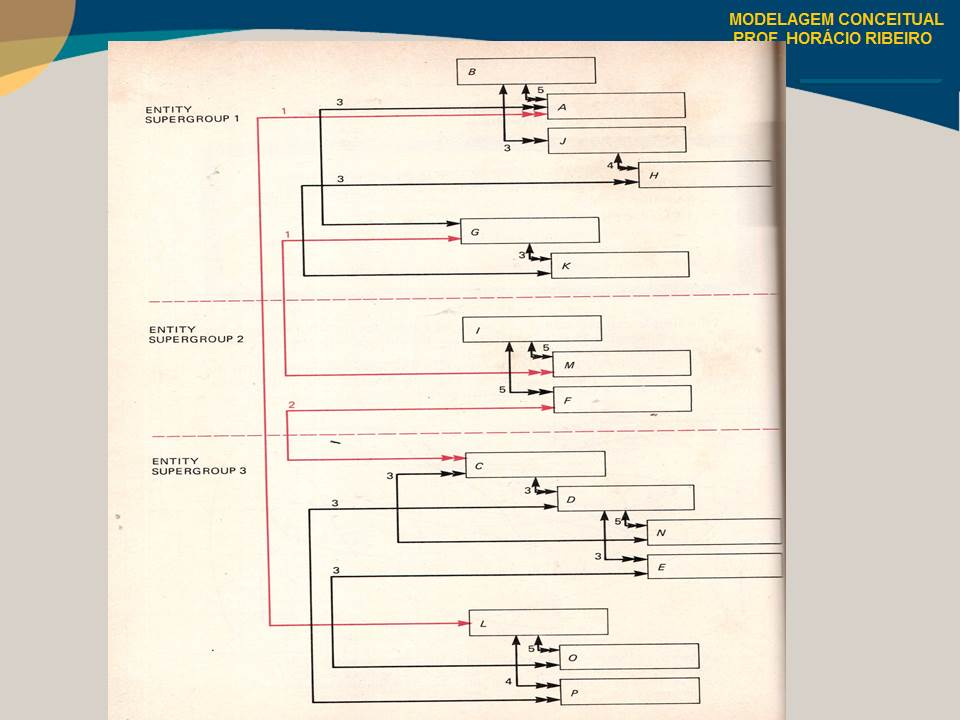 MODELAGEM CONCEITUAL
PROF. HORÁCIO RIBEIRO
B
5
3
ENTITY
SUPERGROUP 1
1
A
J
3
4
H
3
G
1
3
K
ENTITY
SUPERGROUP 2
I
5
M
5
F
2
ENTITY
SUPERGROUP 3
C
3
3
D
3
5
N
3
E
3
L
5
O
4
P